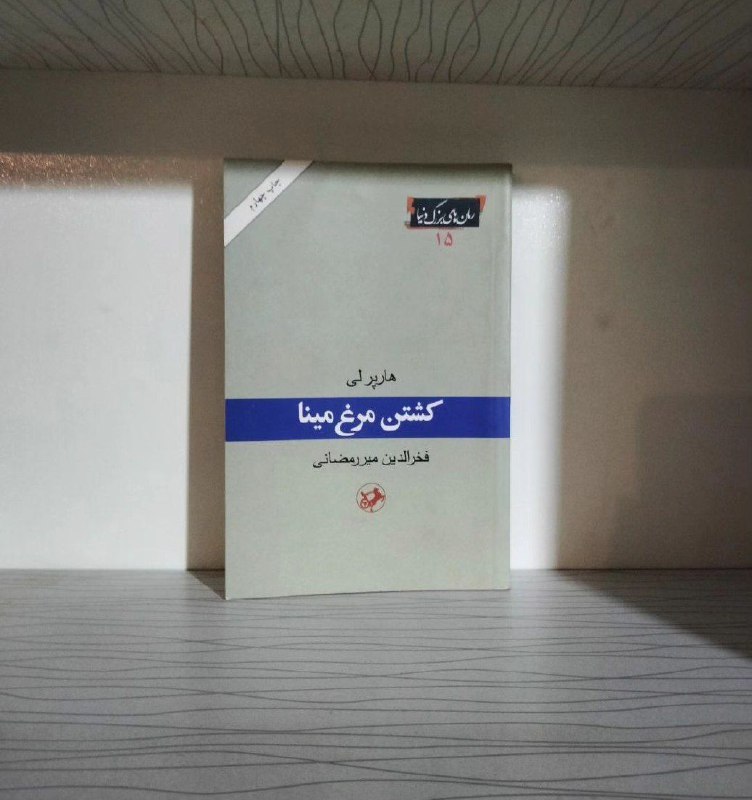 چاپ چهارم
رمان‌های بزرگ دنیا
۱۵
هارپر لی
کشتن مرغ مینا
فخرالدین میررمضانی